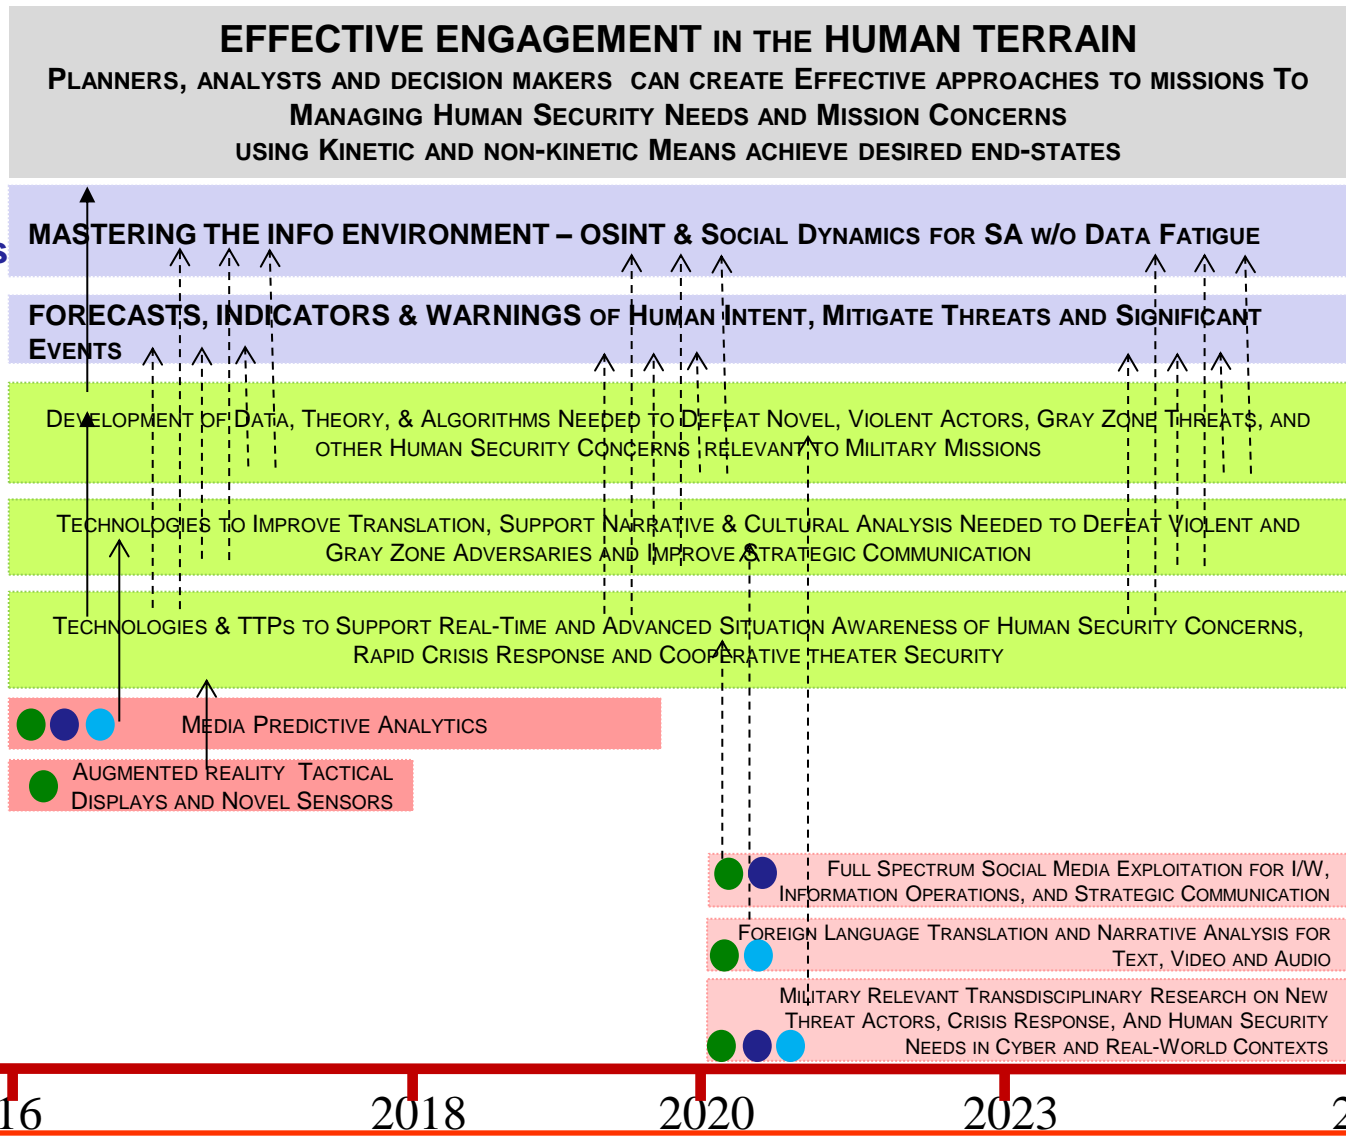 EFFECTIVE ENGAGEMENT IN THE HUMAN TERRAIN
PLANNERS, ANALYSTS AND DECISION MAKERS CAN CREATE EFFECTIVE APPROACHES TO MISSIONS TO
MANAGING HUMAN SECURITY NEEDS AND MISSION CONCERNS
USING KINETIC AND NON-KINETIC MEANS ACHIEVE DESIRED END-STATES
s
MASTERING THE INFO ENVIRONMENT – OSINT & SOCIAL DYNAMICS FOR SA W/O DATA FATIGUE
FORECASTS, INDICATORS & WARNINGS OF HUMAN INTENT, MITIGATE THREATS AND SIGNIFICANT
EVENTS
DEVELOPMENT OF DATA, THEORY, & ALGORITHMS NEEDED TO DEFEAT NOVEL, VIOLENT ACTORS, GRAY ZONE THREATS, AND
OTHER HUMAN SECURITY CONCERNS RELEVANT TO MILITARY MISSIONS
TECHNOLOGIES TO IMPROVE TRANSLATION, SUPPORT NARRATIVE & CULTURAL ANALYSIS NEEDED TO DEFEAT VIOLENT AND
GRAY ZONE ADVERSARIES AND IMPROVE STRATEGIC COMMUNICATION
TECHNOLOGIES & TTPS TO SUPPORT REAL-TIME AND ADVANCED SITUATION AWARENESS OF HUMAN SECURITY CONCERNS,
RAPID CRISIS RESPONSE AND COOPERATIVE THEATER SECURITY
MEDIA PREDICTIVE ANALYTICS
AUGMENTED REALITY TACTICAL
DISPLAYS AND NOVEL SENSORS
FULL SPECTRUM SOCIAL MEDIA EXPLOITATION FOR I/W,
INFORMATION OPERATIONS, AND STRATEGIC COMMUNICATION
FOREIGN LANGUAGE TRANSLATION AND NARRATIVE ANALYSIS FOR
TEXT, VIDEO AND AUDIO
MILITARY RELEVANT TRANSDISCIPLINARY RESEARCH ON NEW
THREAT ACTORS, CRISIS RESPONSE, AND HUMAN SECURITY
NEEDS IN CYBER AND REAL-WORLD CONTEXTS
16 2018 2020 2023 2